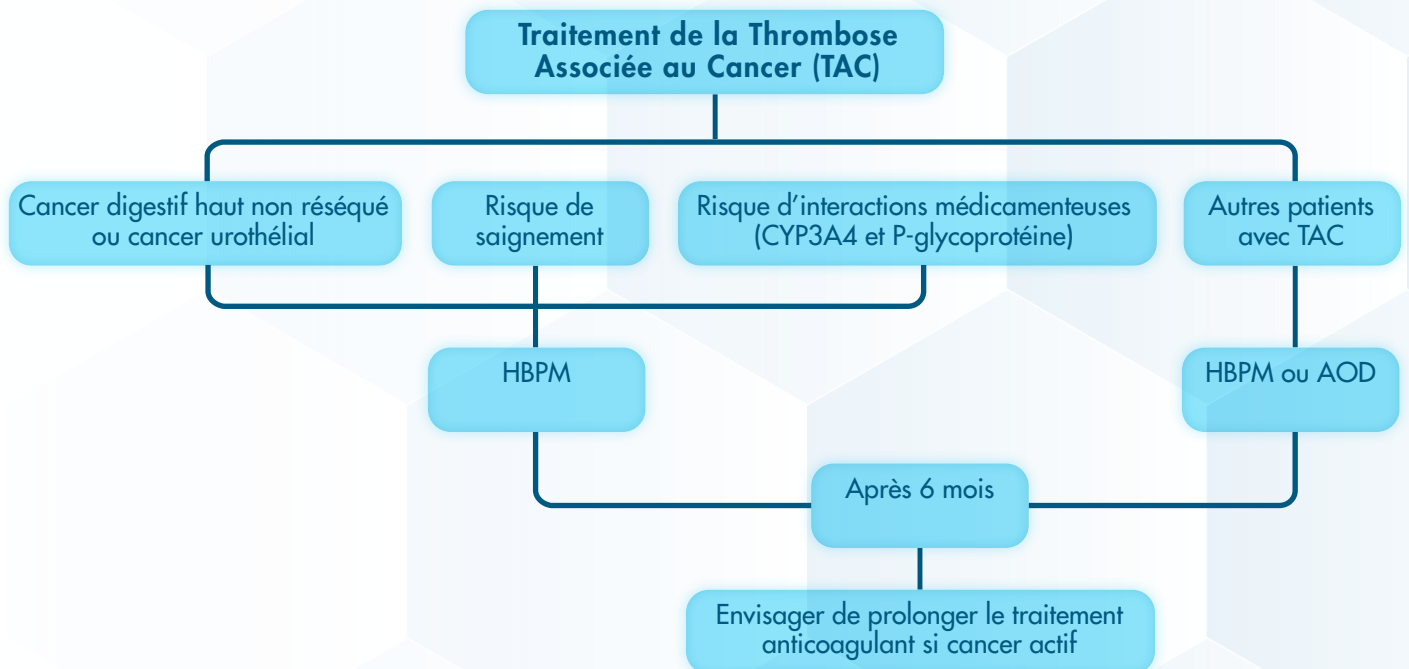 Traitement de la Thrombose
Associée au Cancer (TAC)
Cancer digestif haut non réséqué
ou cancer urothélial
Risque de
saignement
Risque d’interactions médicamenteuses
(CYP3A4 et P-glycoprotéine)
Autres patients
avec TAC
HBPM
HBPM ou AOD
Après 6 mois
Envisager de prolonger le traitement
anticoagulant si cancer actif